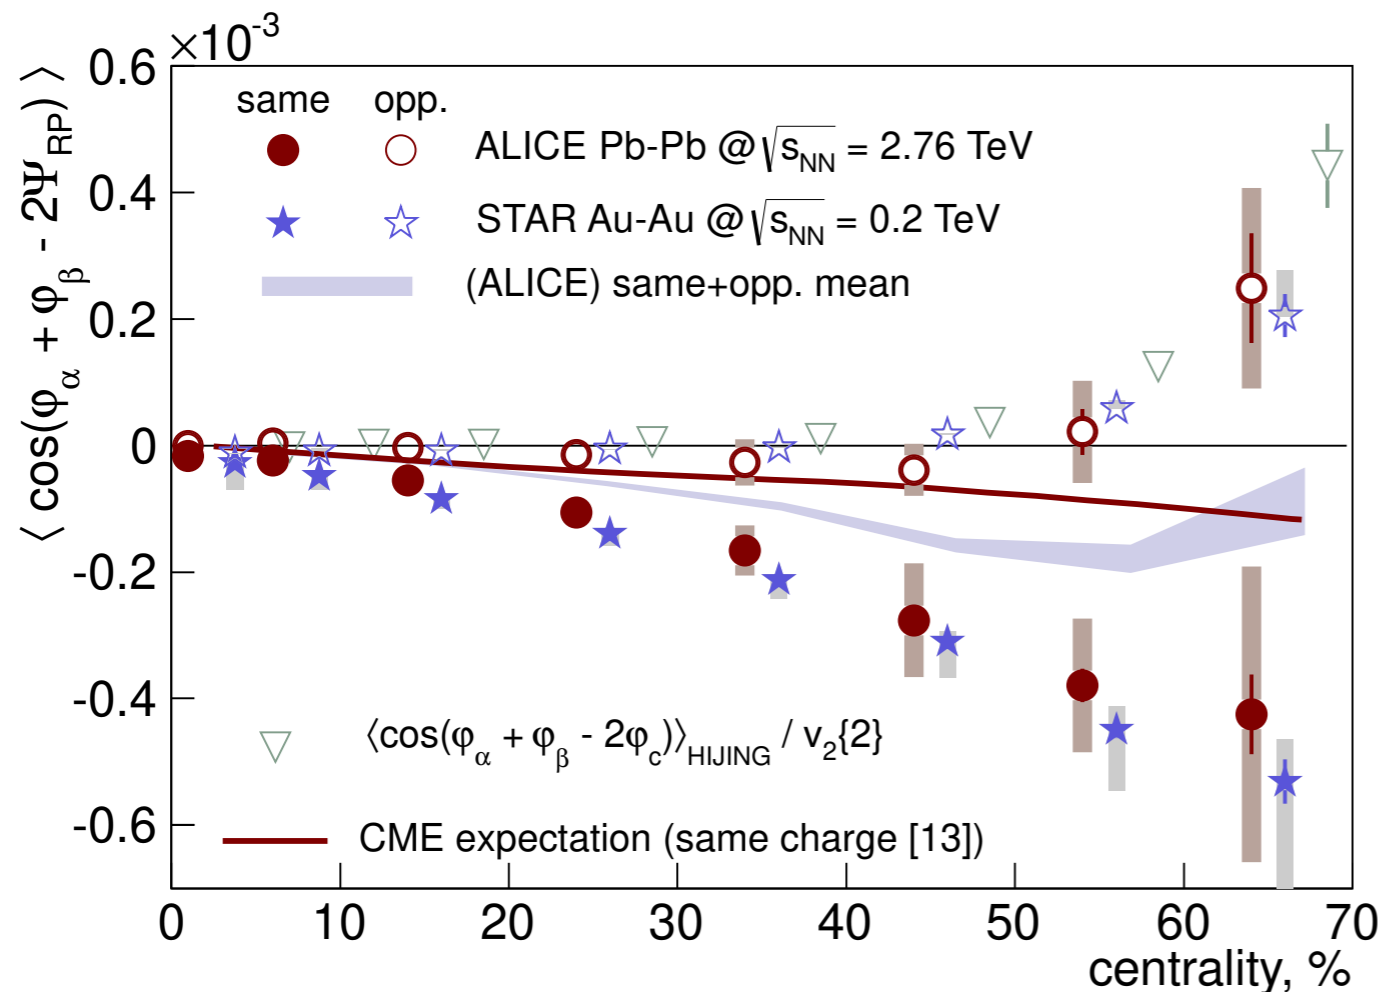 ×10⁻³
⟨ cos(φ_α + φ_β - 2Ψ_RP) ⟩
0.6
0.4
0.2
0
-0.2
-0.4
-0.6
same opp.
ALICE Pb-Pb @ √s_NN = 2.76 TeV
STAR Au-Au @ √s_NN = 0.2 TeV
(ALICE) same+opp. mean
⟨cos(φ_α + φ_β - 2φ_c)⟩_HIJING / v₂{2}
CME expectation (same charge [13])
0 10 20 30 40 50 60 70
centrality, %